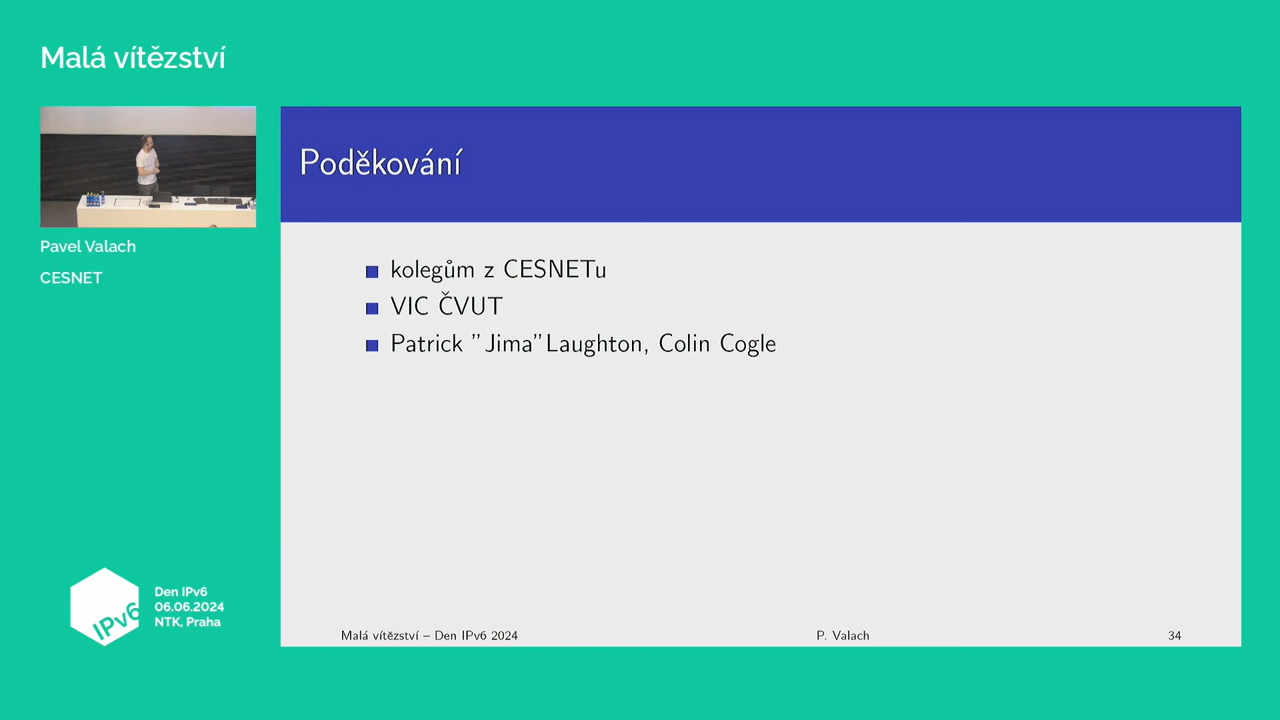 Malá vítězství
Pavel Valach
CESNET
Poděkování
kolegům z CESNETu
VIC ČVUT
Patrick ”Jima”Laughton, Colin Cogle
Malá vítězství – Den IPv6 2024
P. Valach
34
IPv6
Den IPv6
06.06.2024
NTK, Praha